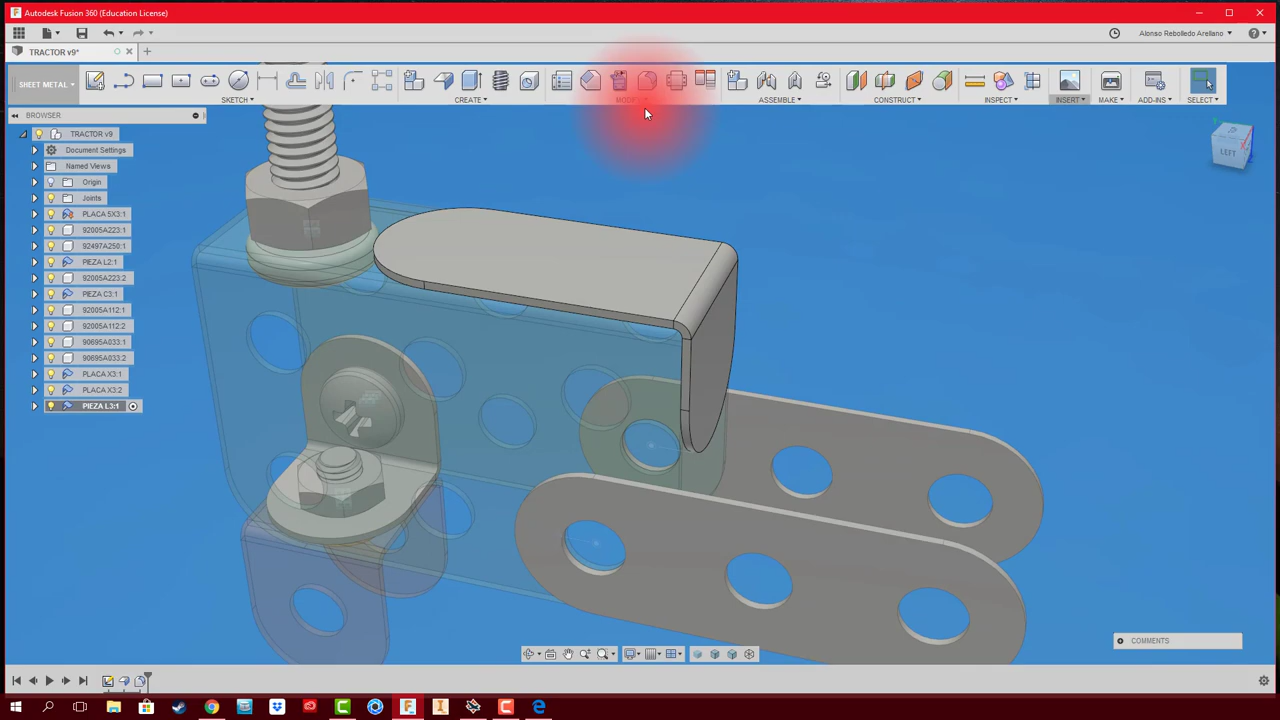 Autodesk Fusion 360 (Education License)
Alonso Rebolledo Arellano
TRACTOR v9*
SHEET METAL
SKETCH
CREATE
MODIFY
ASSEMBLE
CONSTRUCT
INSPECT
INSERT
MAKE
ADD-INS
SELECT
BROWSER
LEFT
TRACTOR v9
Document Settings
Named Views
Origin
Joints
PLACA 5X3:1
92005A223:1
92497A250:1
PIEZA L2:1
92005A223:2
PIEZA C3:1
92005A112:1
92005A112:2
90695A033:1
90695A033:2
PLACA X3:1
PLACA X3:2
PIEZA L3:1
COMMENTS